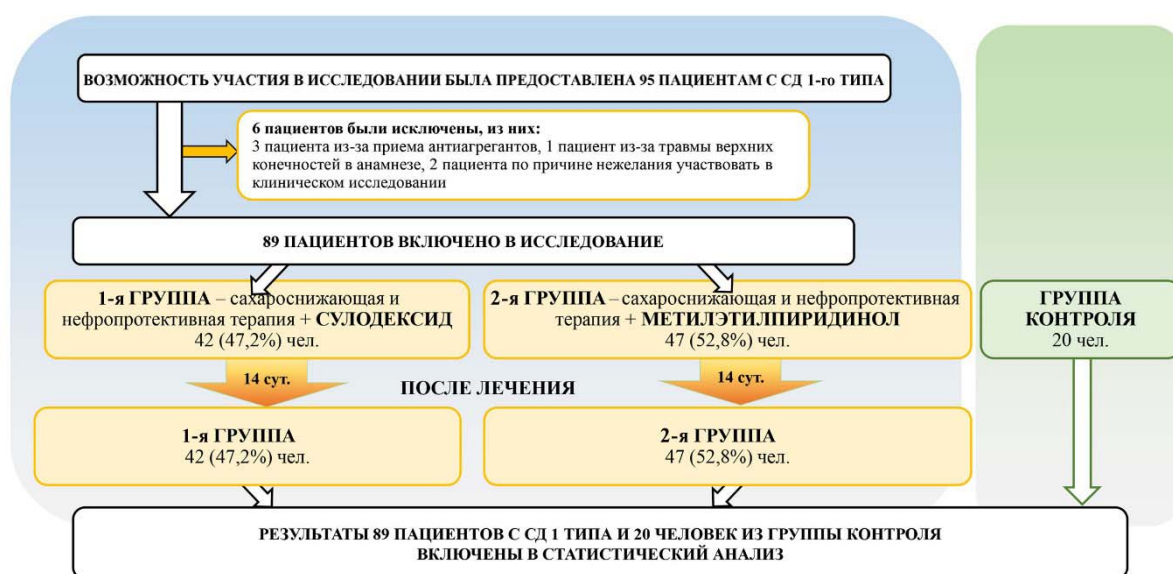 ВОЗМОЖНОСТЬ УЧАСТИЯ В ИССЛЕДОВАНИИ БЫЛА ПРЕДОСТАВЛЕНА 95 ПАЦИЕНТАМ С СД 1-го ТИПА
6 пациентов были исключены, из них:
3 пациента из-за приема антиагрегантов, 1 пациент из-за травмы верхних
конечностей в анамнезе, 2 пациента по причине нежелания участвовать в
клиническом исследовании
89 ПАЦИЕНТОВ ВКЛЮЧЕНО В ИССЛЕДОВАНИЕ
1-я ГРУППА – сахароснижающая и
нефропротективная терапия + СУЛОДЕКСИД
42 (47,2%) чел.
2-я ГРУППА – сахароснижающая и нефропротективная
терапия + МЕТИЛЭТИЛПИРИДИНОЛ
47 (52,8%) чел.
ГРУППА
КОНТРОЛЯ
20 чел.
14 сут.
ПОСЛЕ ЛЕЧЕНИЯ
14 сут.
1-я ГРУППА
42 (47,2%) чел.
2-я ГРУППА
47 (52,8%) чел.
РЕЗУЛЬТАТЫ 89 ПАЦИЕНТОВ С СД 1 ТИПА И 20 ЧЕЛОВЕК ИЗ ГРУППЫ КОНТРОЛЯ
ВКЛЮЧЕНЫ В СТАТИСТИЧЕСКИЙ АНАЛИЗ